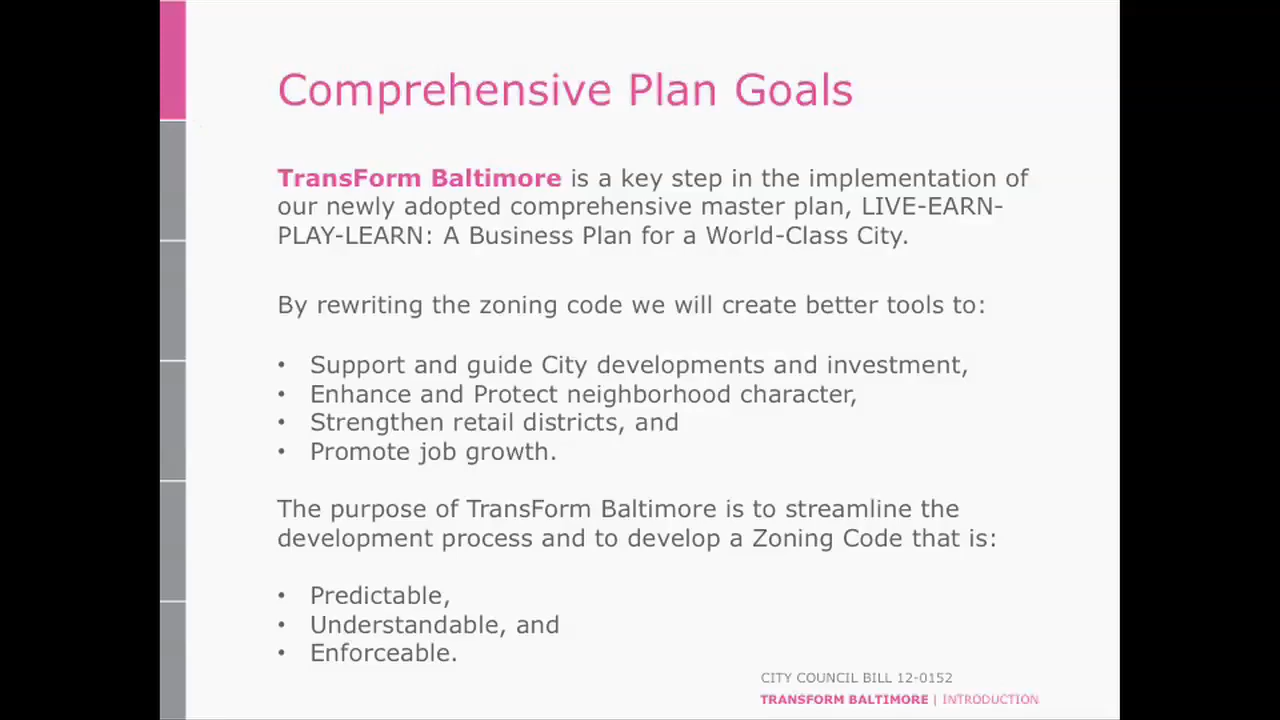 Comprehensive Plan Goals
TransForm Baltimore is a key step in the implementation of
our newly adopted comprehensive master plan, LIVE-EARN-
PLAY-LEARN: A Business Plan for a World-Class City.
By rewriting the zoning code we will create better tools to:
• Support and guide City developments and investment,
• Enhance and Protect neighborhood character,
• Strengthen retail districts, and
• Promote job growth.
The purpose of TransForm Baltimore is to streamline the
development process and to develop a Zoning Code that is:
• Predictable,
• Understandable, and
• Enforceable.
CITY COUNCIL BILL 12-0152
TRANSFORM BALTIMORE | INTRODUCTION